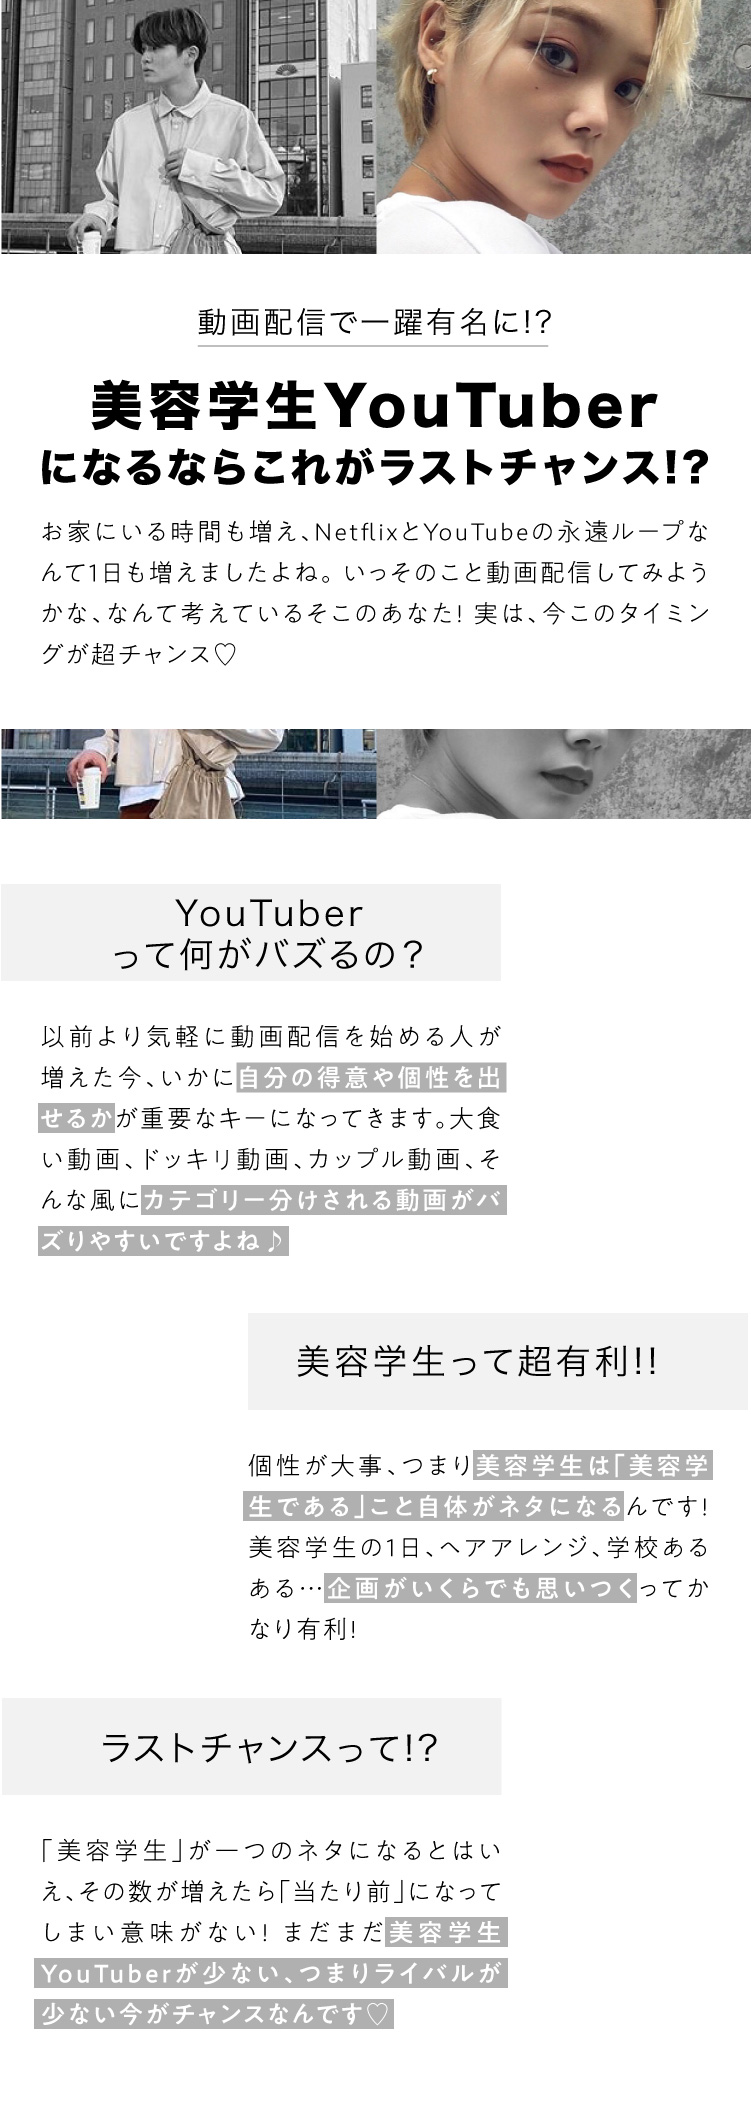 動画配信で一躍有名に!?
美容学生YouTuber
になるならこれがラストチャンス!?
お家にいる時間も増え、NetflixとYouTubeの永遠ループな
んて1日も増えましたよね。 いっそのこと動画配信してみよう
かな、なんて考えているそこのあなた! 実は、今このタイミン
グが超チャンス♡
YouTuber
って何がバズるの?
以前より気軽に動画配信を始める人が
増えた今、いかに自分の得意や個性を出
せるかが重要なキーになってきます。大食
い動画、ドッキリ動画、カップル動画、そ
んな風にカテゴリー分けされる動画がバ
ズりやすいですよね♪
美容学生って超有利!!
個性が大事、つまり美容学生は「美容学
生である」こと自体がネタになるんです!
美容学生の1日、ヘアアレンジ、学校ある
ある…企画がいくらでも思いつくってか
なり有利!
ラストチャンスって!?
「美容学生」が一つのネタになるとはい
え、その数が増えたら「当たり前」になって
しまい意味がない! まだまだ美容学生
YouTuberが少ない、つまりライバルが
少ない今がチャンスなんです♡